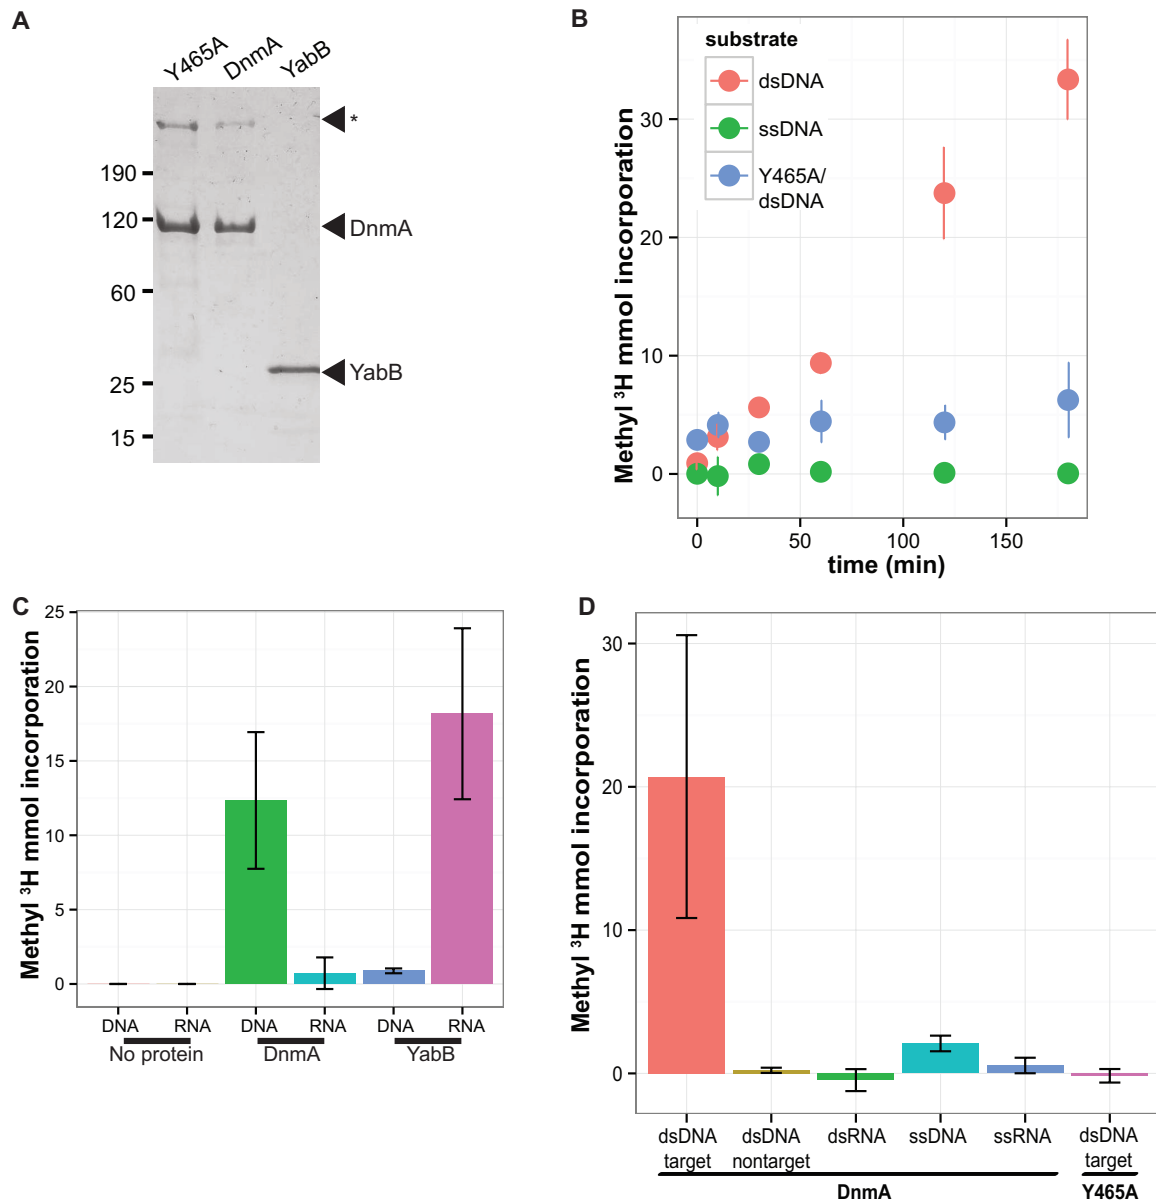 A
Y465A DnmA YabB
*
190
120
DnmA
60
25
YabB
15
B
substrate
dsDNA
ssDNA
Y465A/
dsDNA
Methyl ³H mmol incorporation
30
20
10
0
0 50 100 150
time (min)
C
Methyl ³H mmol incorporation
25
20
15
10
5
0
DNA RNA DNA RNA DNA RNA
No protein DnmA YabB
D
Methyl ³H mmol incorporation
30
20
10
0
dsDNA dsDNA dsRNA ssDNA ssRNA dsDNA
target nontarget target
DnmA Y465A